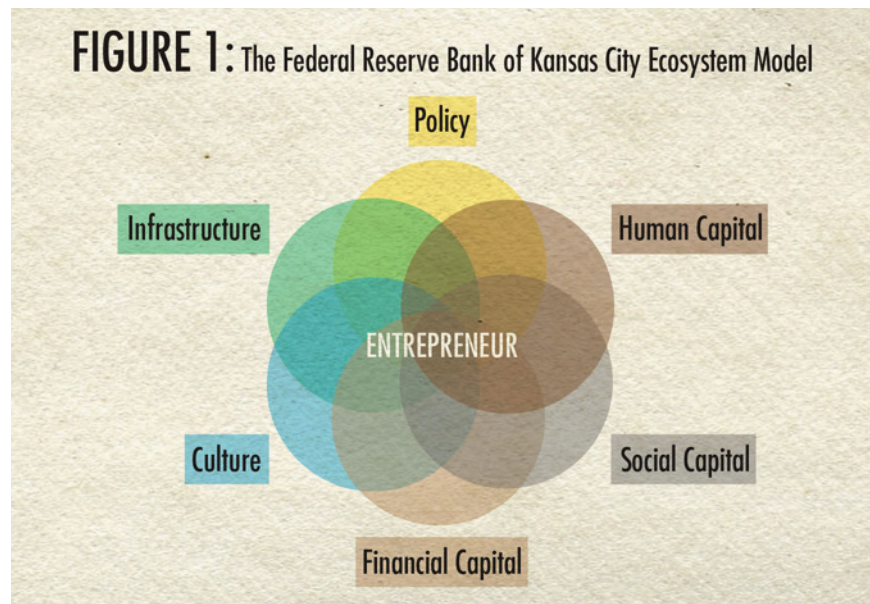 FIGURE 1: The Federal Reserve Bank of Kansas City Ecosystem Model
Policy
Infrastructure
Human Capital
ENTREPRENEUR
Culture
Social Capital
Financial Capital